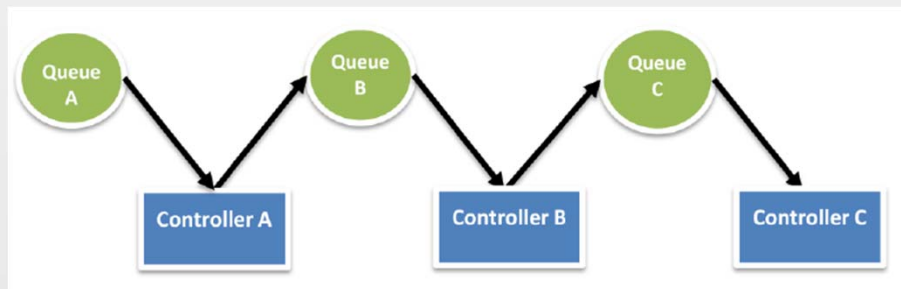 Queue
A
Queue
B
Queue
C
Controller A
Controller B
Controller C